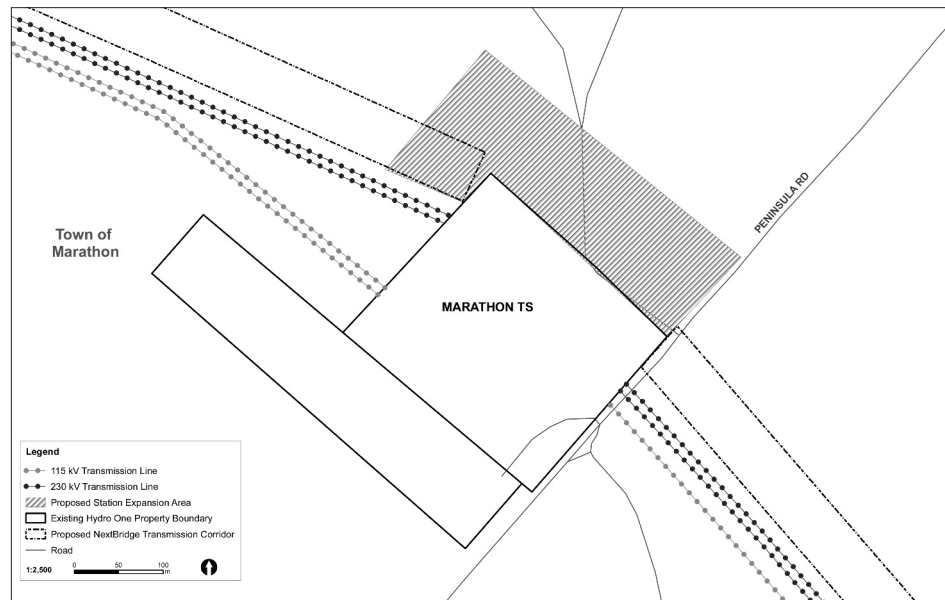 PENINSULA RD
Town of
Marathon
MARATHON TS
Legend
115 kV Transmission Line
230 kV Transmission Line
Proposed Station Expansion Area
Existing Hydro One Property Boundary
Proposed NextBridge Transmission Corridor
Road
1:2,500 0 50 100
m